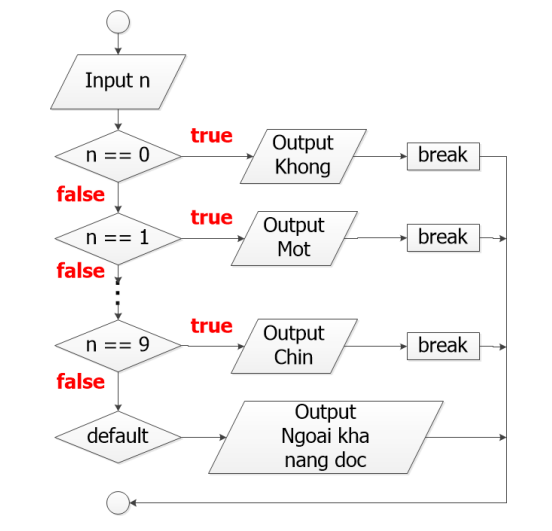 Input n
n == 0
true
Output
Khong
break
false
n == 1
true
Output
Mot
break
false
n == 9
true
Output
Chin
break
false
default
Output
Ngoai kha
nang doc